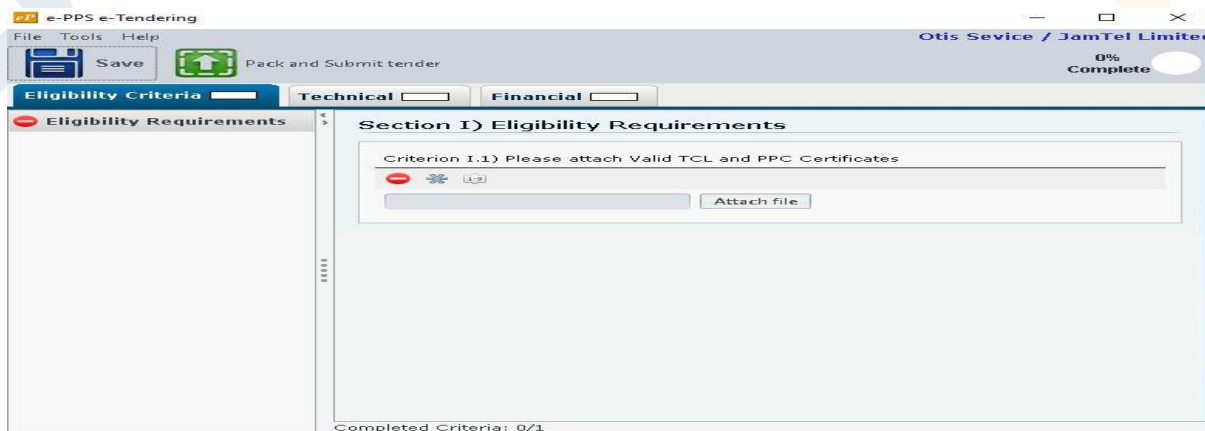 eP e-PPS e-Tendering
File Tools Help
Otis Sevice / JamTel Limited
Save
Pack and Submit tender
0%
Complete
Eligibility Criteria
Technical
Financial
Eligibility Requirements
Section I) Eligibility Requirements
Criterion I.1) Please attach Valid TCL and PPC Certificates
Attach file
Completed Criteria: 0/1